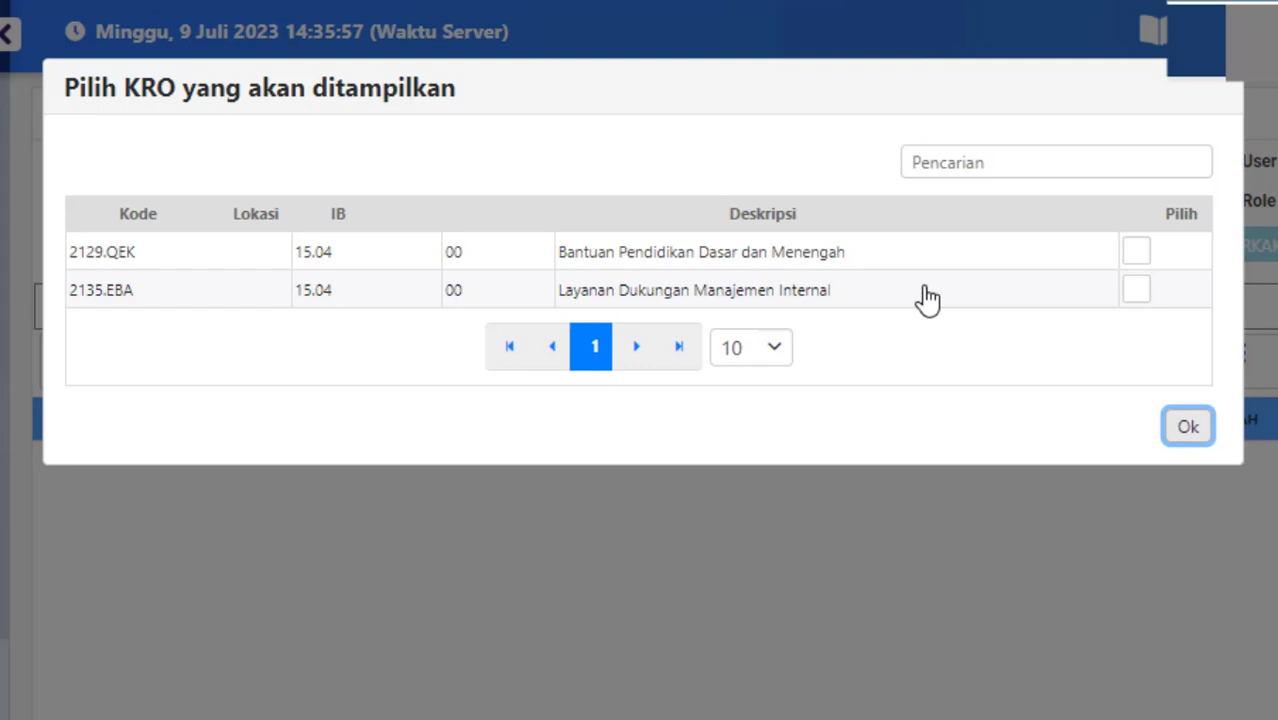 Minggu, 9 Juli 2023 14:35:57 (Waktu Server)
Pilih KRO yang akan ditampilkan
Pencarian
User
Role
Kode Lokasi IB Deskripsi Pilih
2129.QEK 15.04 00 Bantuan Pendidikan Dasar dan Menengah
2135.EBA 15.04 00 Layanan Dukungan Manajemen Internal
1 10
Ok